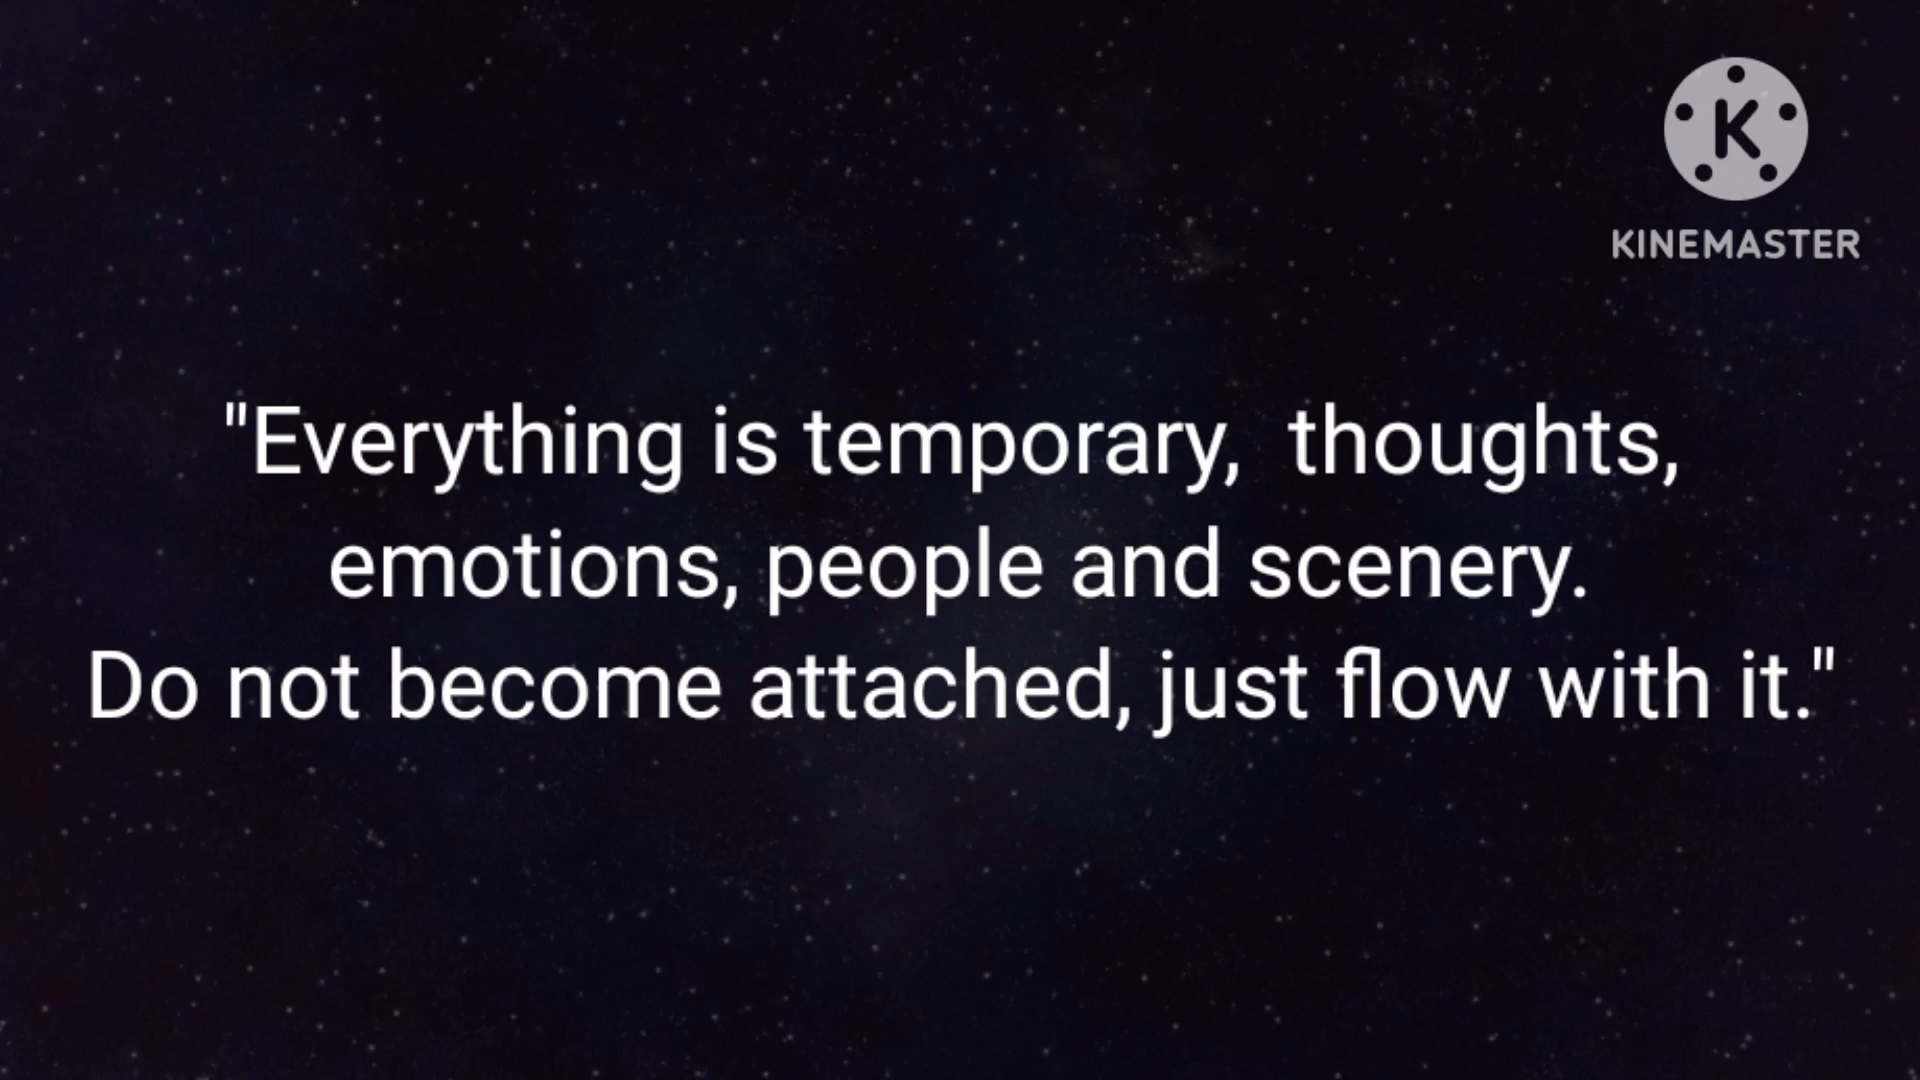 K
KINEMASTER
"Everything is temporary,  thoughts,
emotions, people and scenery.
Do not become attached, just flow with it."